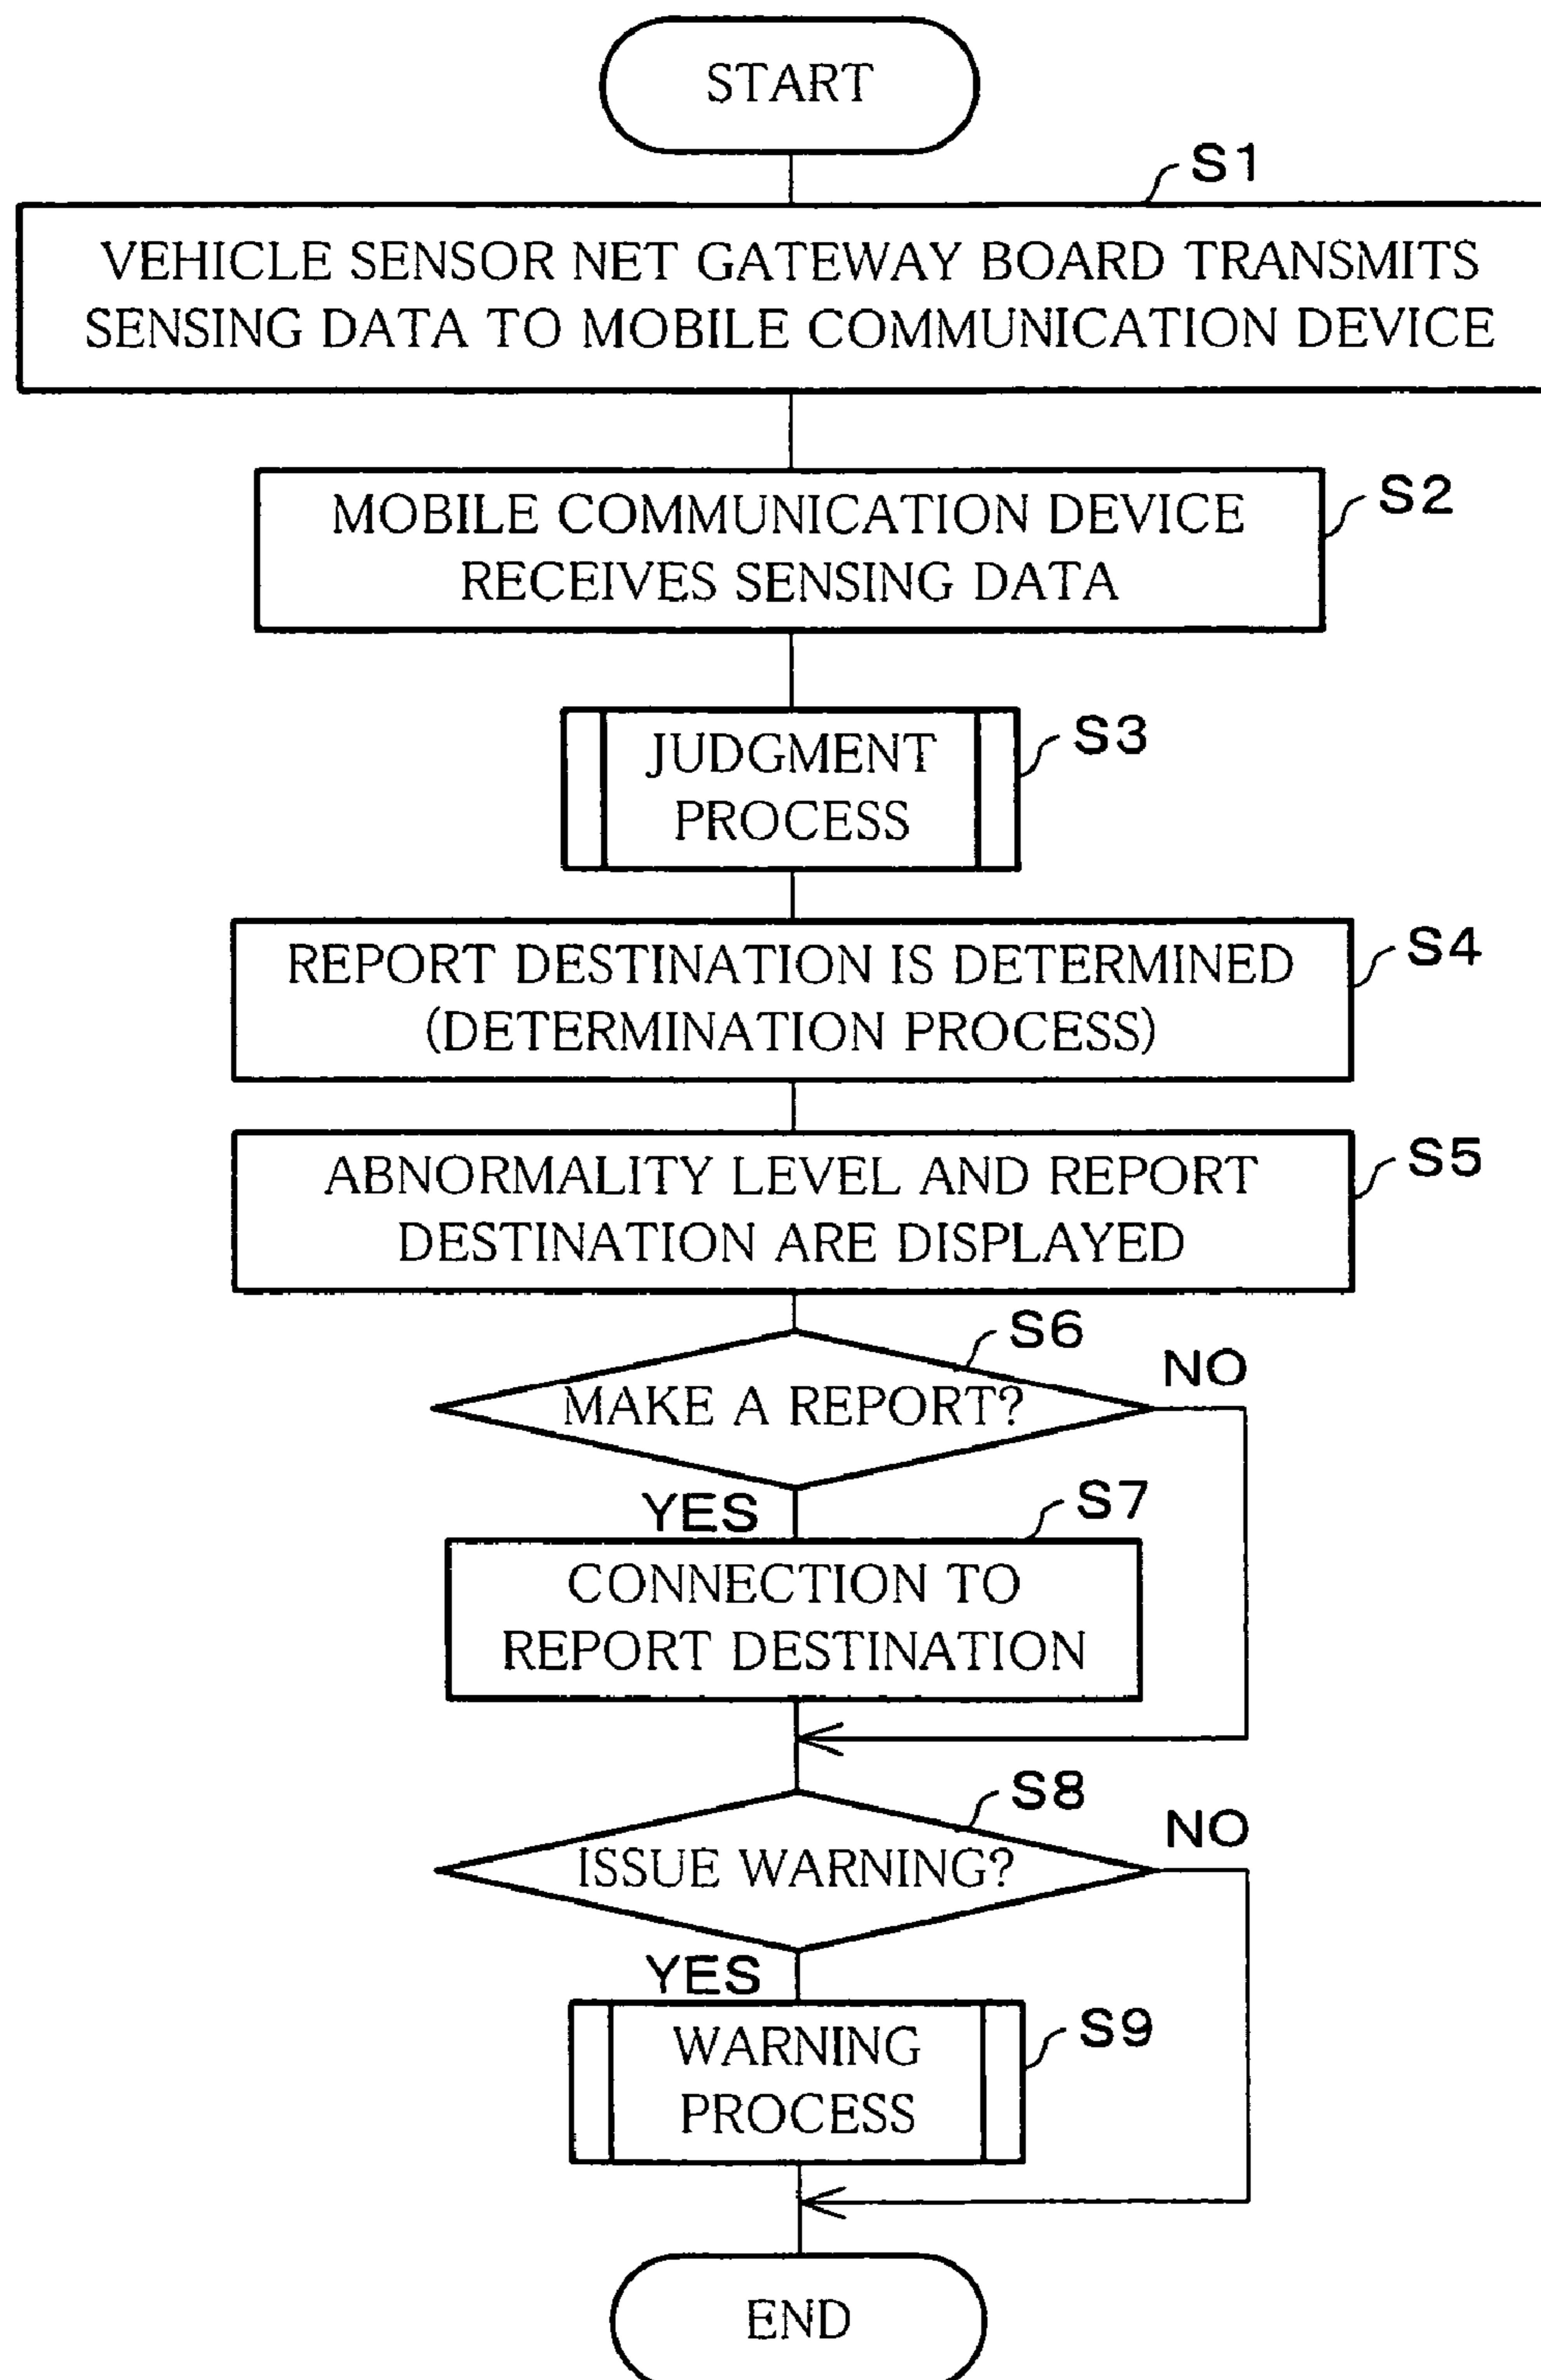 START
S1
VEHICLE SENSOR NET GATEWAY BOARD TRANSMITS
SENSING DATA TO MOBILE COMMUNICATION DEVICE
S2
MOBILE COMMUNICATION DEVICE
RECEIVES SENSING DATA
S3
JUDGMENT
PROCESS
S4
REPORT DESTINATION IS DETERMINED
(DETERMINATION PROCESS)
S5
ABNORMALITY LEVEL AND REPORT
DESTINATION ARE DISPLAYED
S6
NO
MAKE A REPORT?
YES
S7
CONNECTION TO
REPORT DESTINATION
S8
NO
ISSUE WARNING?
YES
S9
WARNING
PROCESS
END